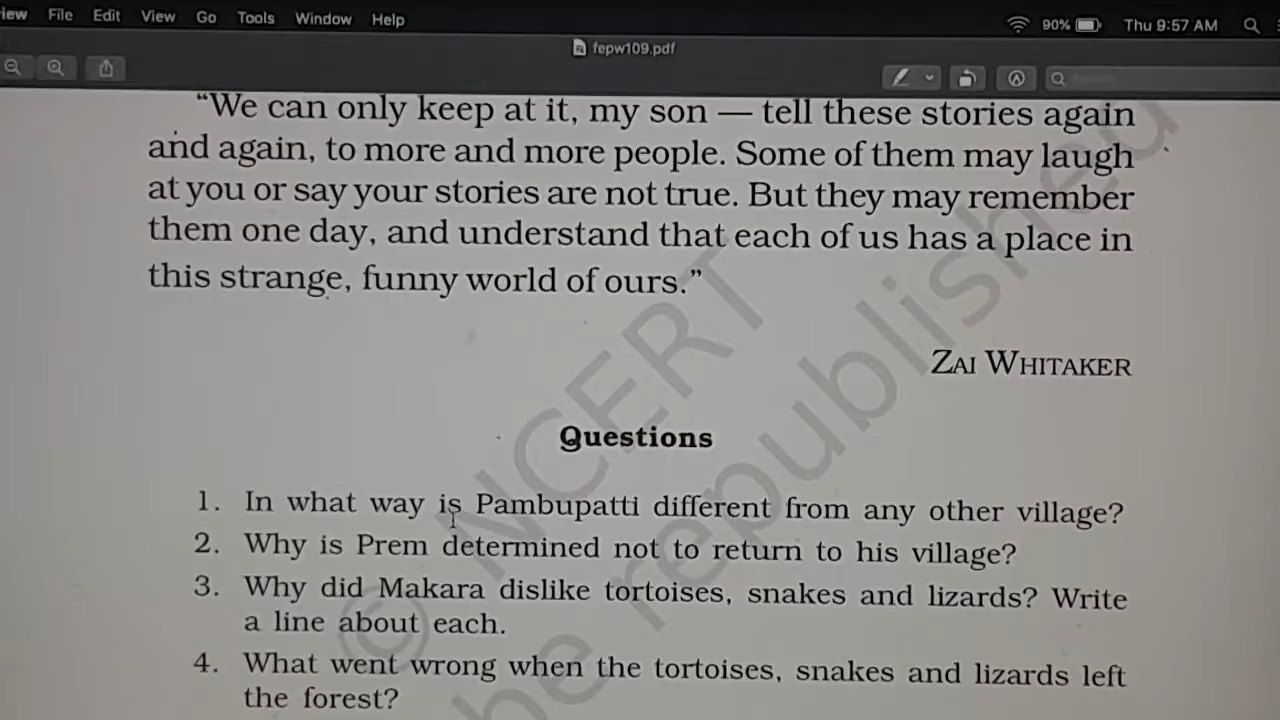 iew File Edit View Go Tools Window Help
90% Thu 9:57 AM
fepw109.pdf
“We can only keep at it, my son — tell these stories again
and again, to more and more people. Some of them may laugh
at you or say your stories are not true. But they may remember
them one day, and understand that each of us has a place in
this strange, funny world of ours.”
ZAI WHITAKER
Questions
1. In what way is Pambupatti different from any other village?
2. Why is Prem determined not to return to his village?
3. Why did Makara dislike tortoises, snakes and lizards? Write
a line about each.
4. What went wrong when the tortoises, snakes and lizards left
the forest?
© NCERT
be republished